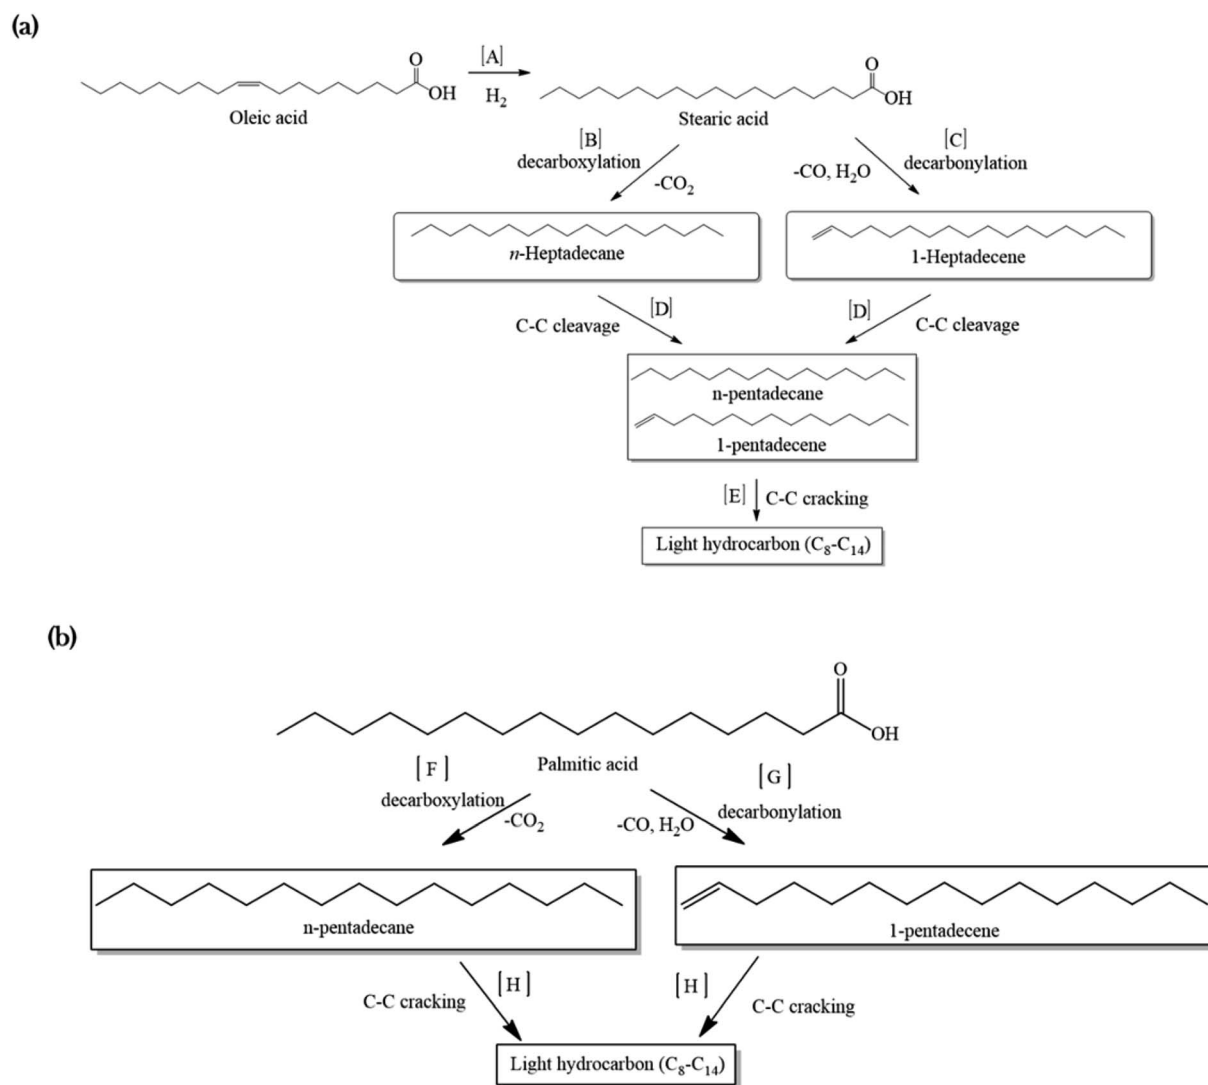 (a)
[A]
O
OH
H₂
Oleic acid
O
OH
Stearic acid
[B]
decarboxylation
-CO₂
[C]
decarbonylation
-CO, H₂O
n-Heptadecane
1-Heptadecene
[D]
C-C cleavage
[D]
C-C cleavage
n-pentadecane
1-pentadecene
[E]
C-C cracking
Light hydrocarbon (C₈-C₁₄)
(b)
O
OH
Palmitic acid
[ F ]
decarboxylation
-CO₂
[ G ]
decarbonylation
-CO, H₂O
n-pentadecane
1-pentadecene
[ H ]
C-C cracking
[ H ]
C-C cracking
Light hydrocarbon (C₈-C₁₄)